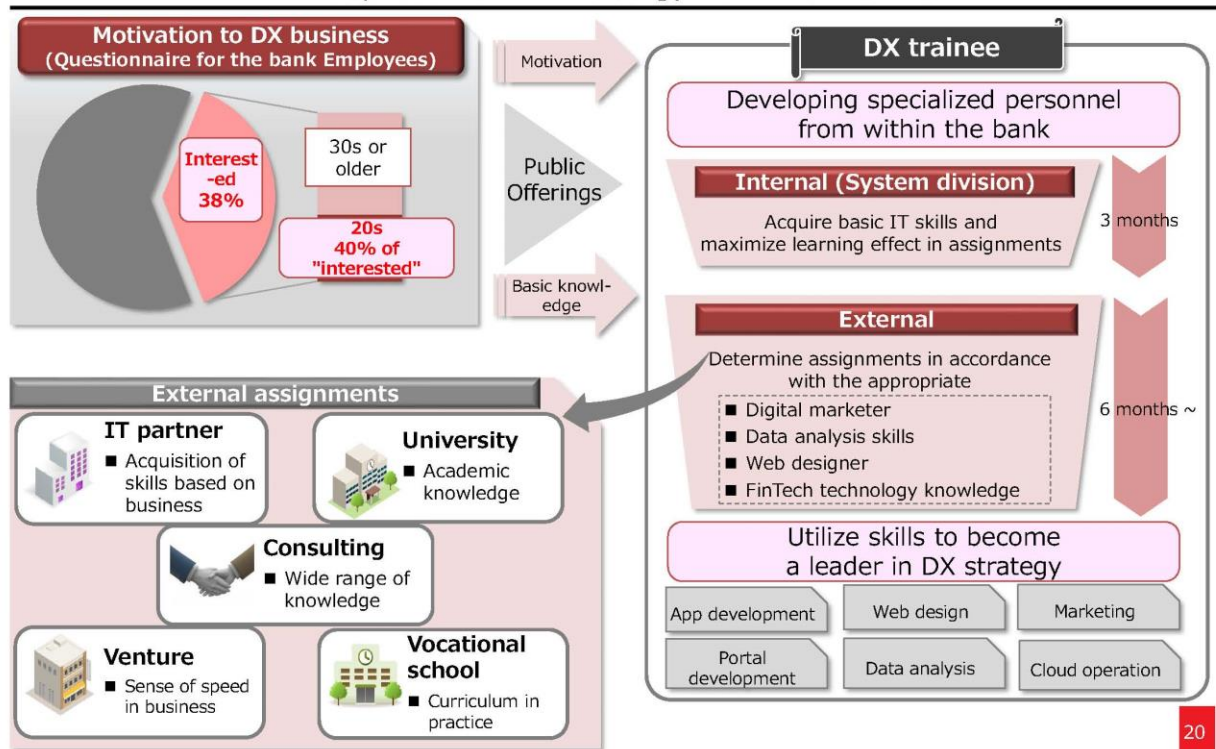 Motivation to DX business
(Questionnaire for the bank Employees)
Interest
-ed
38%
30s or
older
20s
40% of
"interested"
Motivation
Public
Offerings
Basic knowl-
edge
DX trainee
Developing specialized personnel
from within the bank
Internal (System division)
Acquire basic IT skills and
maximize learning effect in assignments
3 months
External
Determine assignments in accordance
with the appropriate
■ Digital marketer
■ Data analysis skills
■ Web designer
■ FinTech technology knowledge
6 months ~
Utilize skills to become
a leader in DX strategy
App development
Web design
Marketing
Portal
development
Data analysis
Cloud operation
External assignments
IT partner
■ Acquisition of
skills based on
business
University
■ Academic
knowledge
Consulting
■ Wide range of
knowledge
Venture
■ Sense of speed
in business
Vocational
school
■ Curriculum in
practice
20